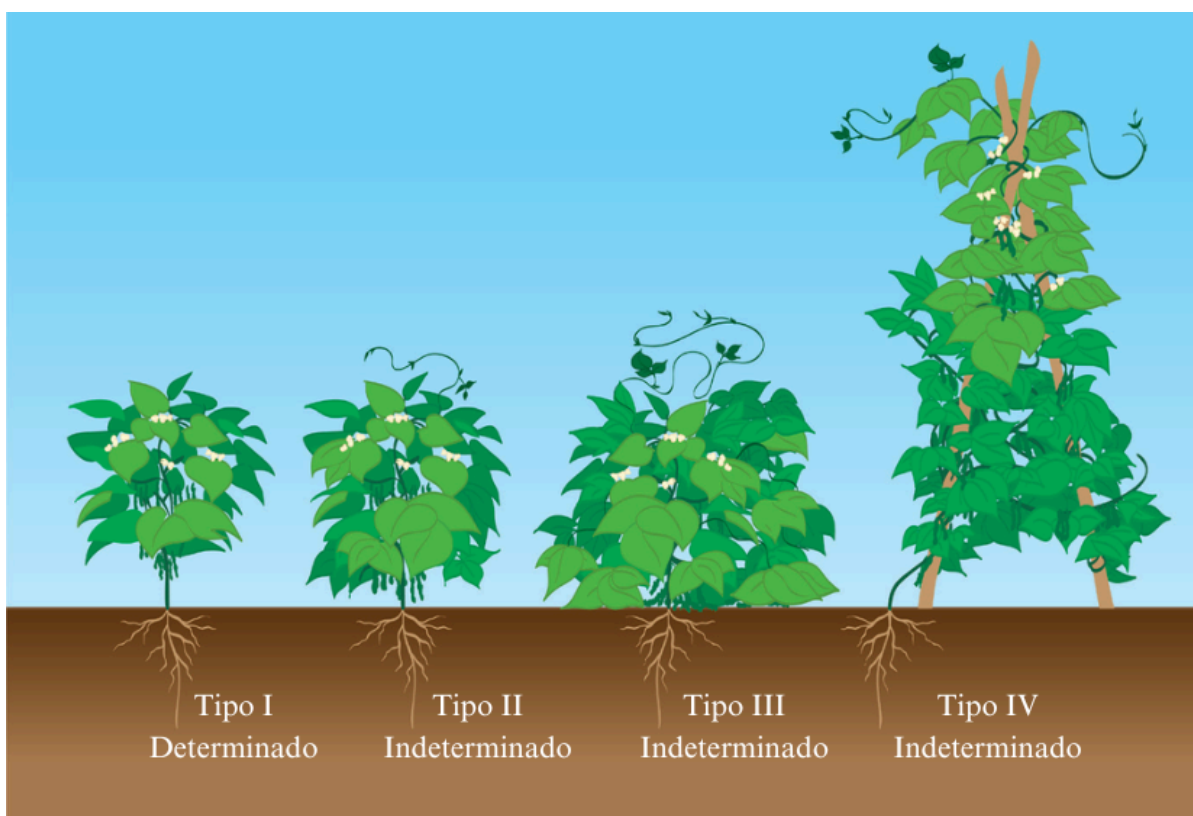 Tipo I
Determinado
Tipo II
Indeterminado
Tipo III
Indeterminado
Tipo IV
Indeterminado